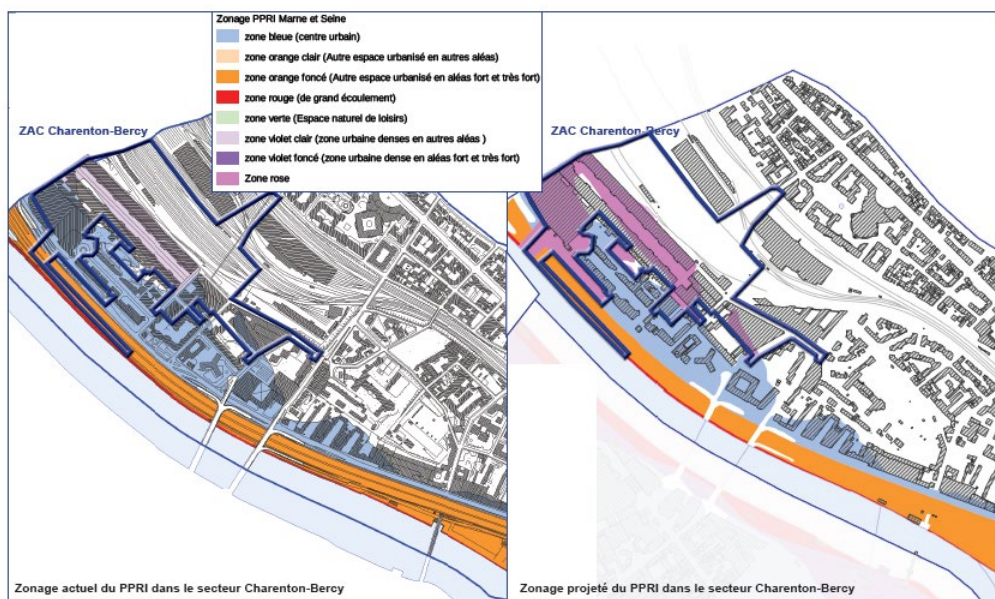 Zonage PPRI Marne et Seine
zone bleue (centre urbain)
zone orange clair (Autre espace urbanisé en autres aléas)
zone orange foncé (Autre espace urbanisé en aléas fort et très fort)
zone rouge (de grand écoulement)
zone verte (Espace naturel de loisirs)
zone violet clair (zone urbaine denses en autres aléas )
zone violet foncé (zone urbaine dense en aléas fort et très fort)
Zone rose
ZAC Charenton-Bercy
ZAC Charenton-Bercy
Zonage actuel du PPRI dans le secteur Charenton-Bercy
Zonage projeté du PPRI dans le secteur Charenton-Bercy